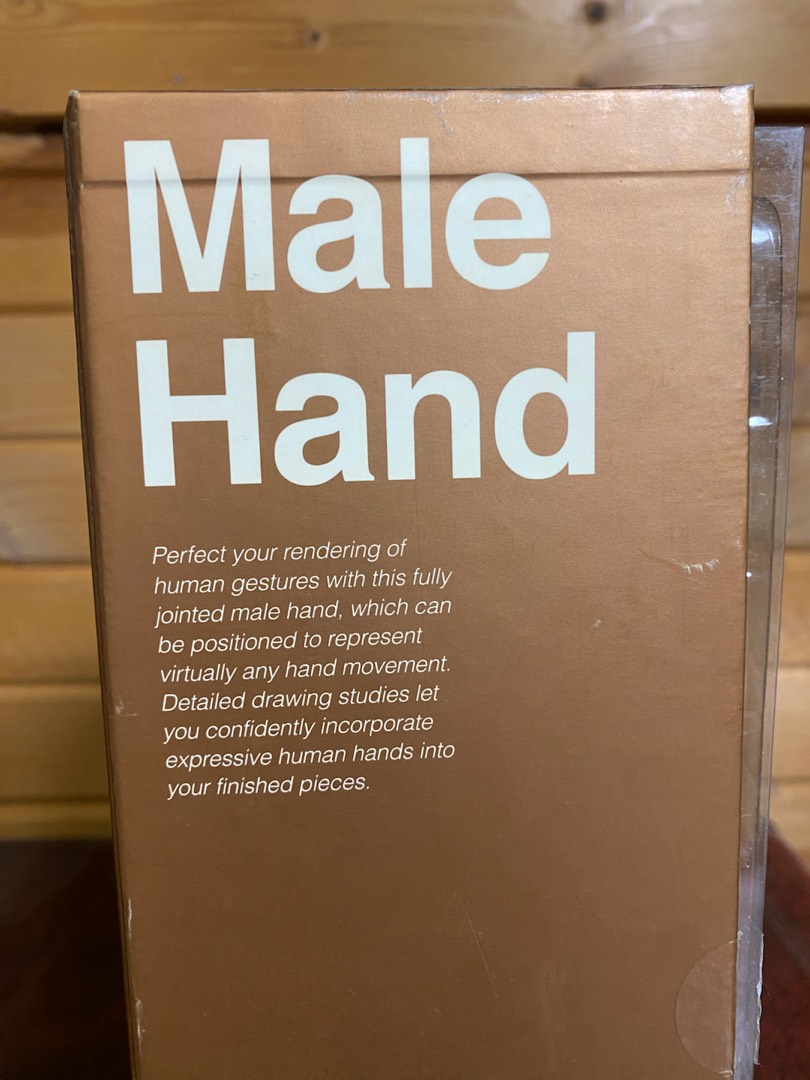 Male
Hand
Perfect your rendering of
human gestures with this fully
jointed male hand, which can
be positioned to represent
virtually any hand movement.
Detailed drawing studies let
you confidently incorporate
expressive human hands into
your finished pieces.